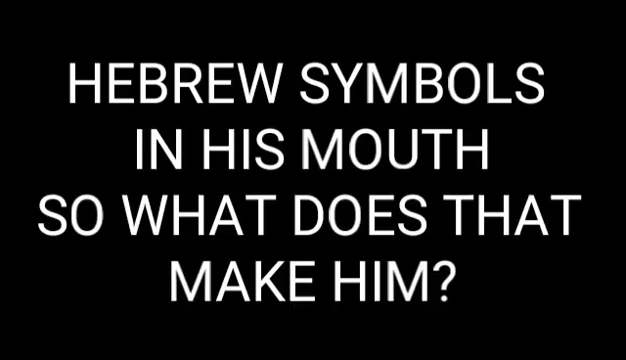 HEBREW SYMBOLS
IN HIS MOUTH
SO WHAT DOES THAT
MAKE HIM?